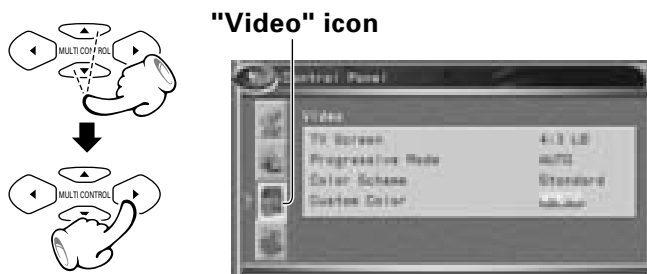 "Video" icon
MULTI CONTROL
MULTI CONTROL
Control Panel
Video
TV Screen 4:3 LB
Progressive Mode AUTO
Color Scheme Standard
Custom Color